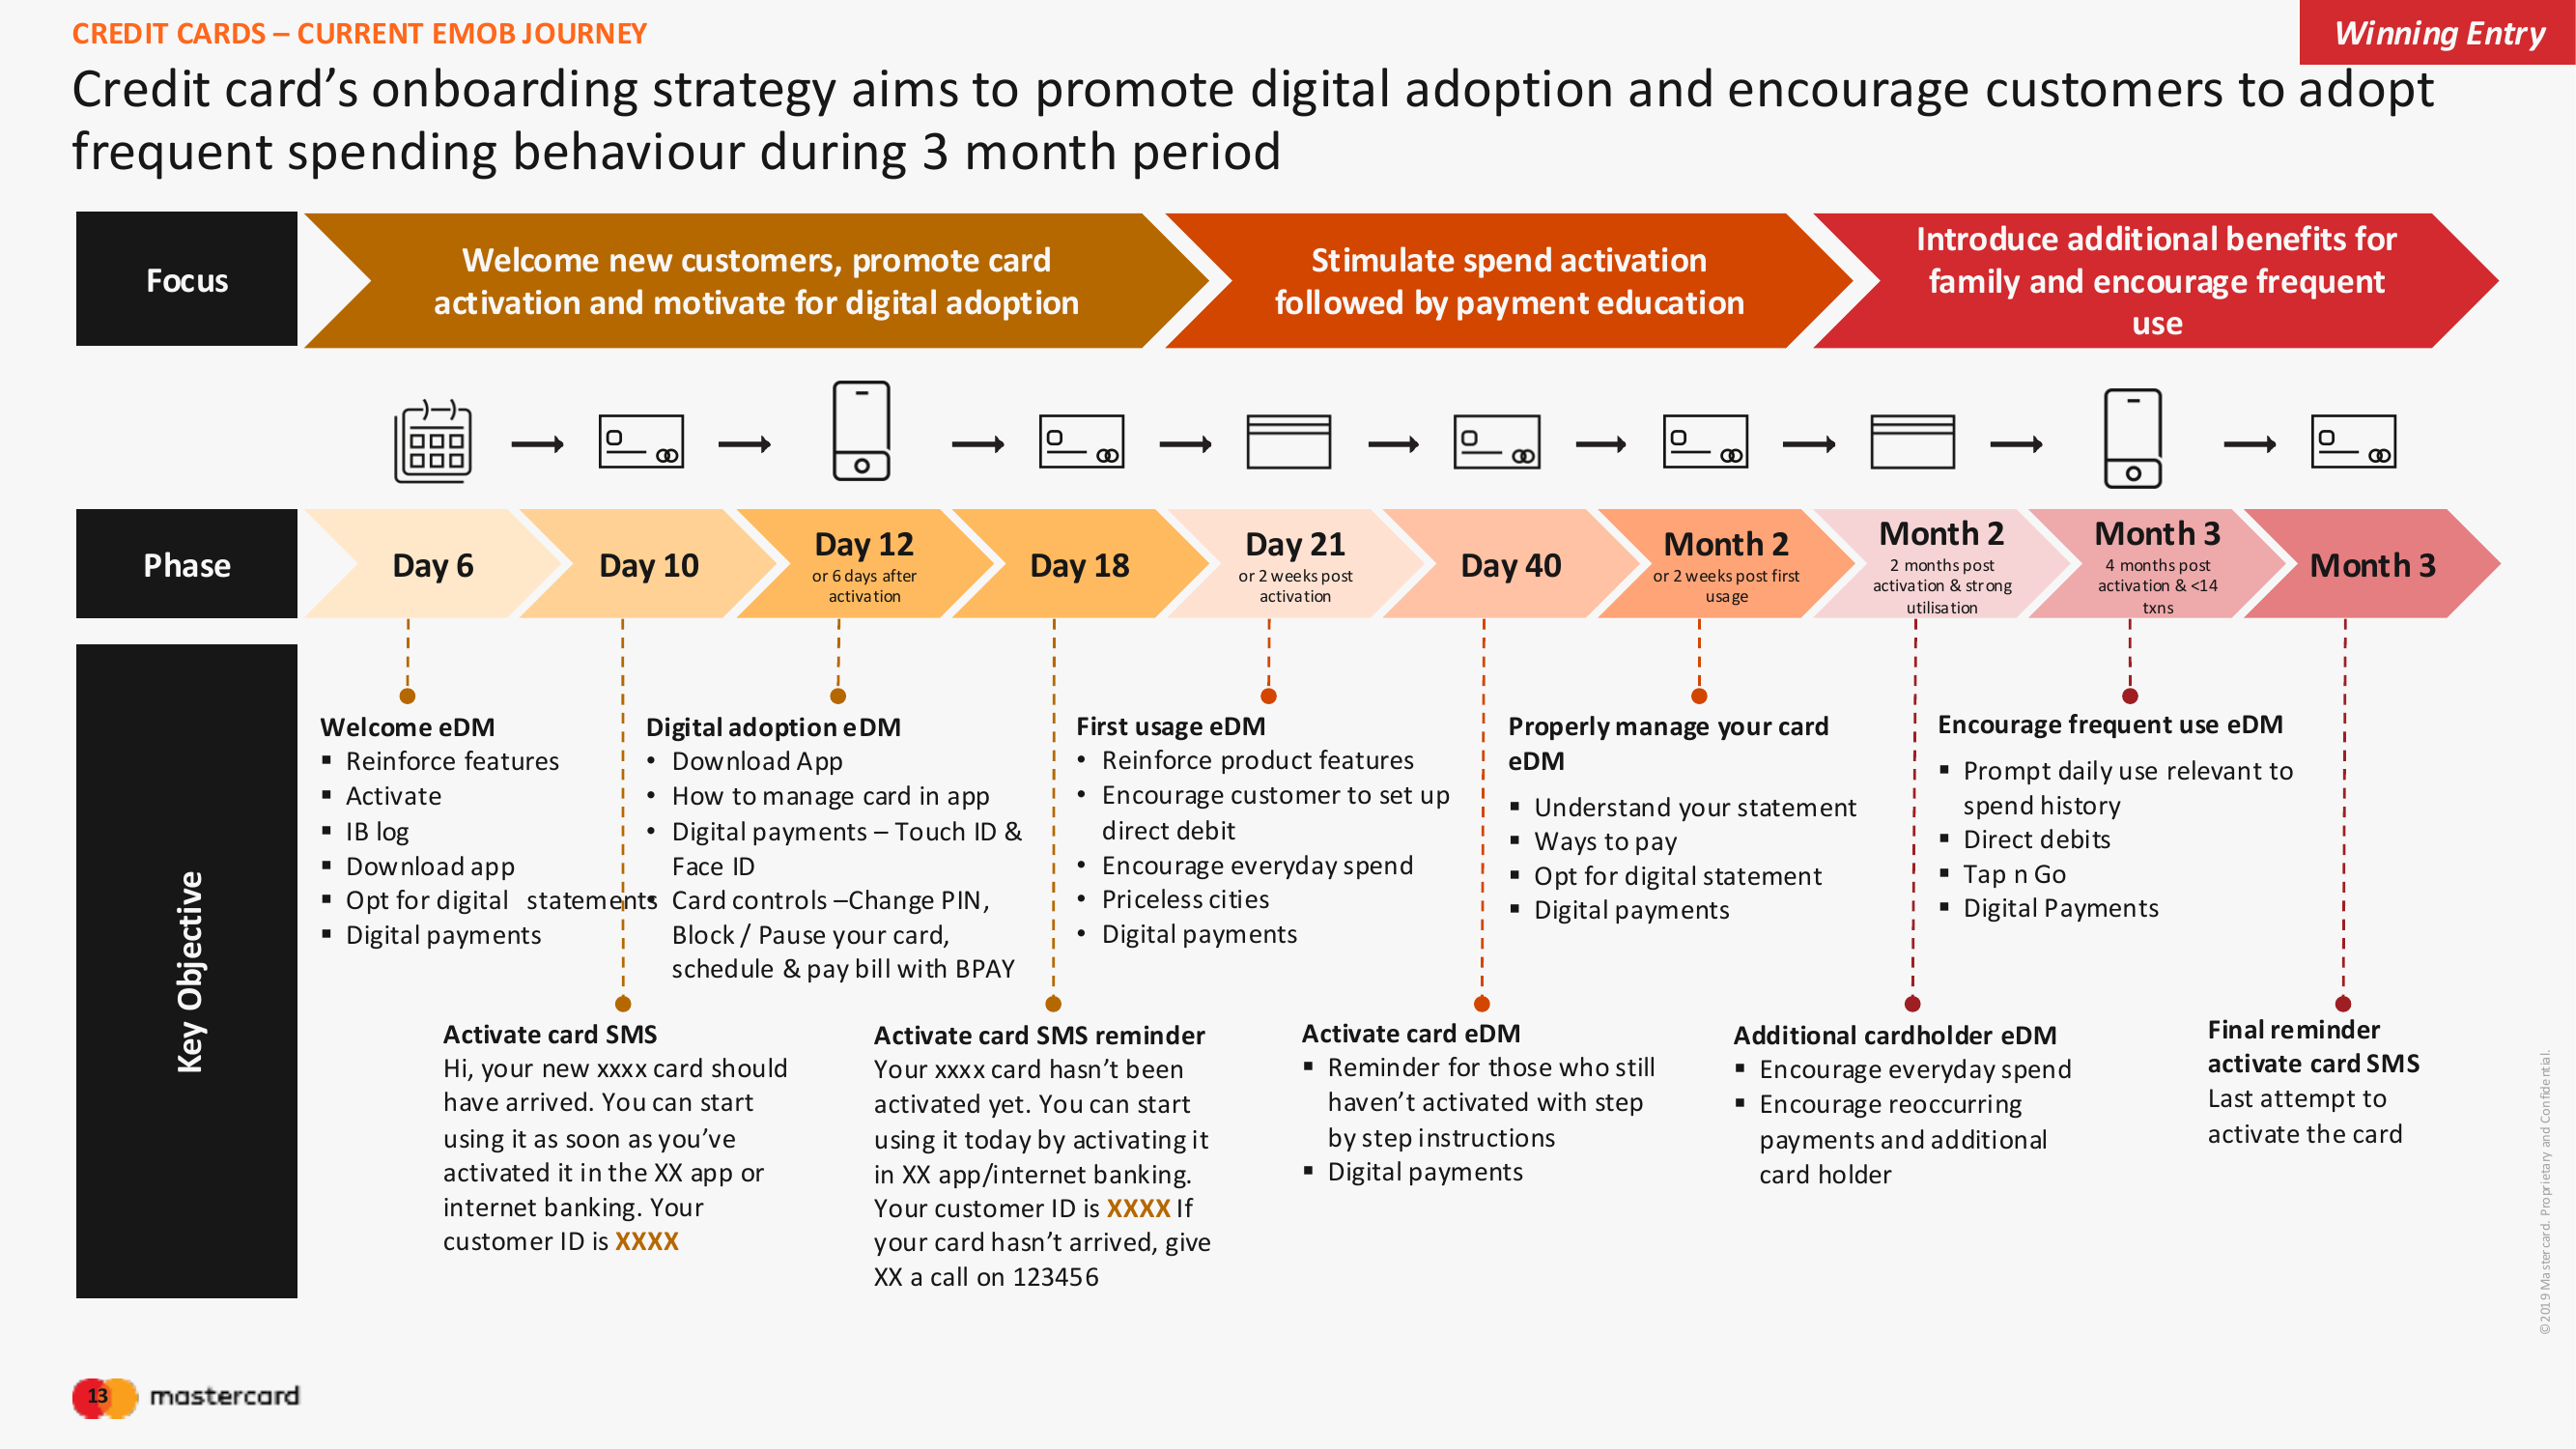 CREDIT CARDS – CURRENT EMOB JOURNEY
Winning Entry
Credit card’s onboarding strategy aims to promote digital adoption and encourage customers to adopt
frequent spending behaviour during 3 month period
Focus
Welcome new customers, promote card
activation and motivate for digital adoption
Stimulate spend activation
followed by payment education
Introduce additional benefits for
family and encourage frequent
use
Phase
Day 6
Day 10
Day 12
or 6 days after
activation
Day 18
Day 21
or 2 weeks post
activation
Day 40
Month 2
or 2 weeks post first
usage
Month 2
2 months post
activation & strong
utilisation
Month 3
4 months post
activation & <14
txns
Month 3
Key Objective
Welcome eDM
▪ Reinforce features
▪ Activate
▪ IB log
▪ Download app
▪ Opt for digital statements
▪ Digital payments
Digital adoption eDM
• Download App
• How to manage card in app
• Digital payments – Touch ID &
Face ID
• Card controls –Change PIN,
Block / Pause your card,
schedule & pay bill with BPAY
First usage eDM
• Reinforce product features
• Encourage customer to set up
direct debit
• Encourage everyday spend
• Priceless cities
• Digital payments
Properly manage your card
eDM
▪ Understand your statement
▪ Ways to pay
▪ Opt for digital statement
▪ Digital payments
Encourage frequent use eDM
▪ Prompt daily use relevant to
spend history
▪ Direct debits
▪ Tap n Go
▪ Digital Payments
Activate card SMS
Hi, your new xxxx card should
have arrived. You can start
using it as soon as you’ve
activated it in the XX app or
internet banking. Your
customer ID is XXXX
Activate card SMS reminder
Your xxxx card hasn’t been
activated yet. You can start
using it today by activating it
in XX app/internet banking.
Your customer ID is XXXX If
your card hasn’t arrived, give
XX a call on 123456
Activate card eDM
▪ Reminder for those who still
haven’t activated with step
by step instructions
▪ Digital payments
Additional cardholder eDM
▪ Encourage everyday spend
▪ Encourage reoccurring
payments and additional
card holder
Final reminder
activate card SMS
Last attempt to
activate the card
©2019 Mastercard. Proprietary and Confidential.
13
mastercard